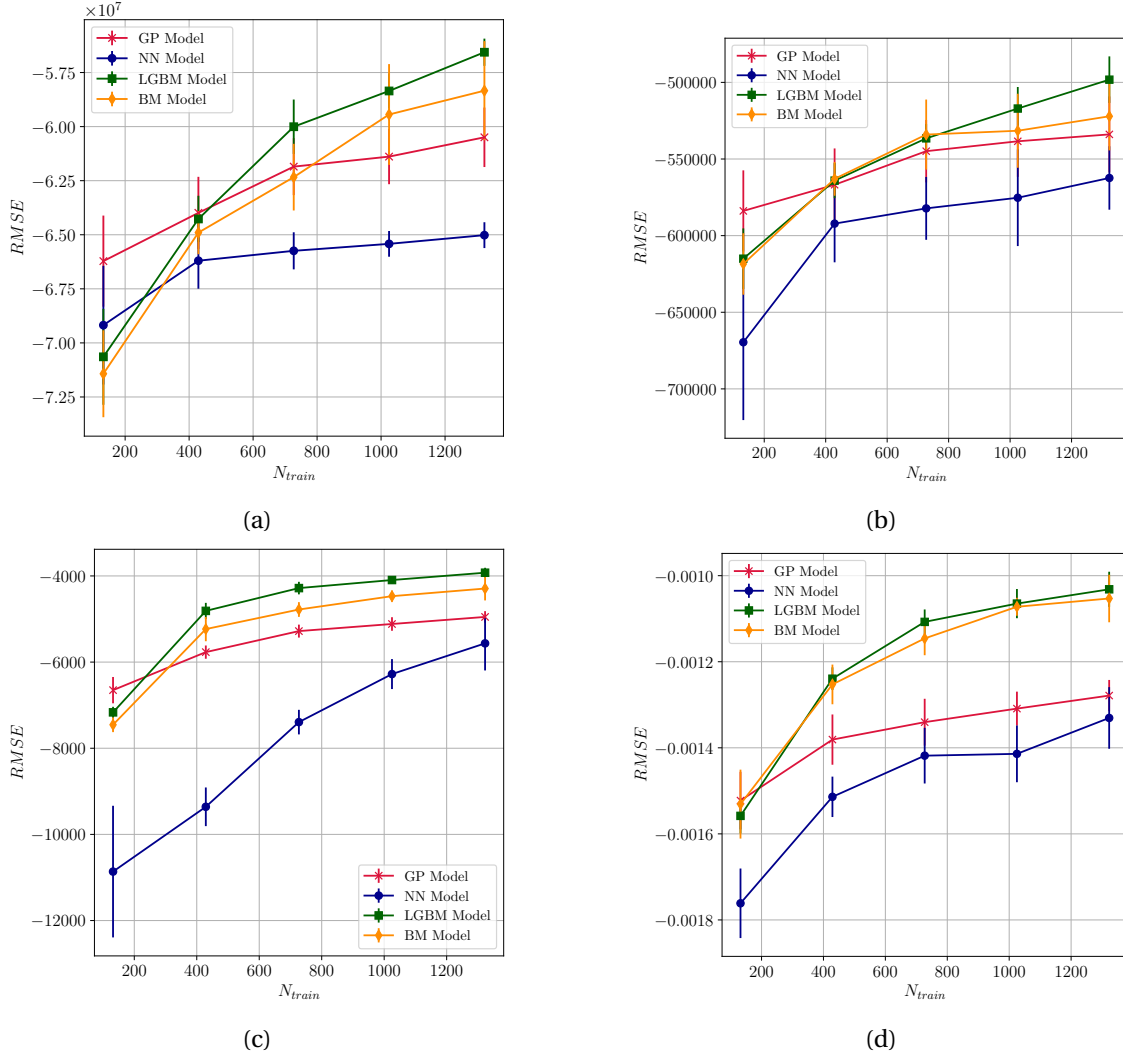 ×10⁷
GP Model
NN Model
LGBM Model
BM Model
−5.75
−6.00
−6.25
−6.50
−6.75
−7.00
−7.25
RMSE
200 400 600 800 1000 1200
N_train
(a)
GP Model
NN Model
LGBM Model
BM Model
−500000
−550000
−600000
−650000
−700000
RMSE
200 400 600 800 1000 1200
N_train
(b)
−4000
−6000
−8000
−10000
−12000
RMSE
GP Model
NN Model
LGBM Model
BM Model
200 400 600 800 1000 1200
N_train
(c)
GP Model
NN Model
LGBM Model
BM Model
−0.0010
−0.0012
−0.0014
−0.0016
−0.0018
RMSE
200 400 600 800 1000 1200
N_train
(d)